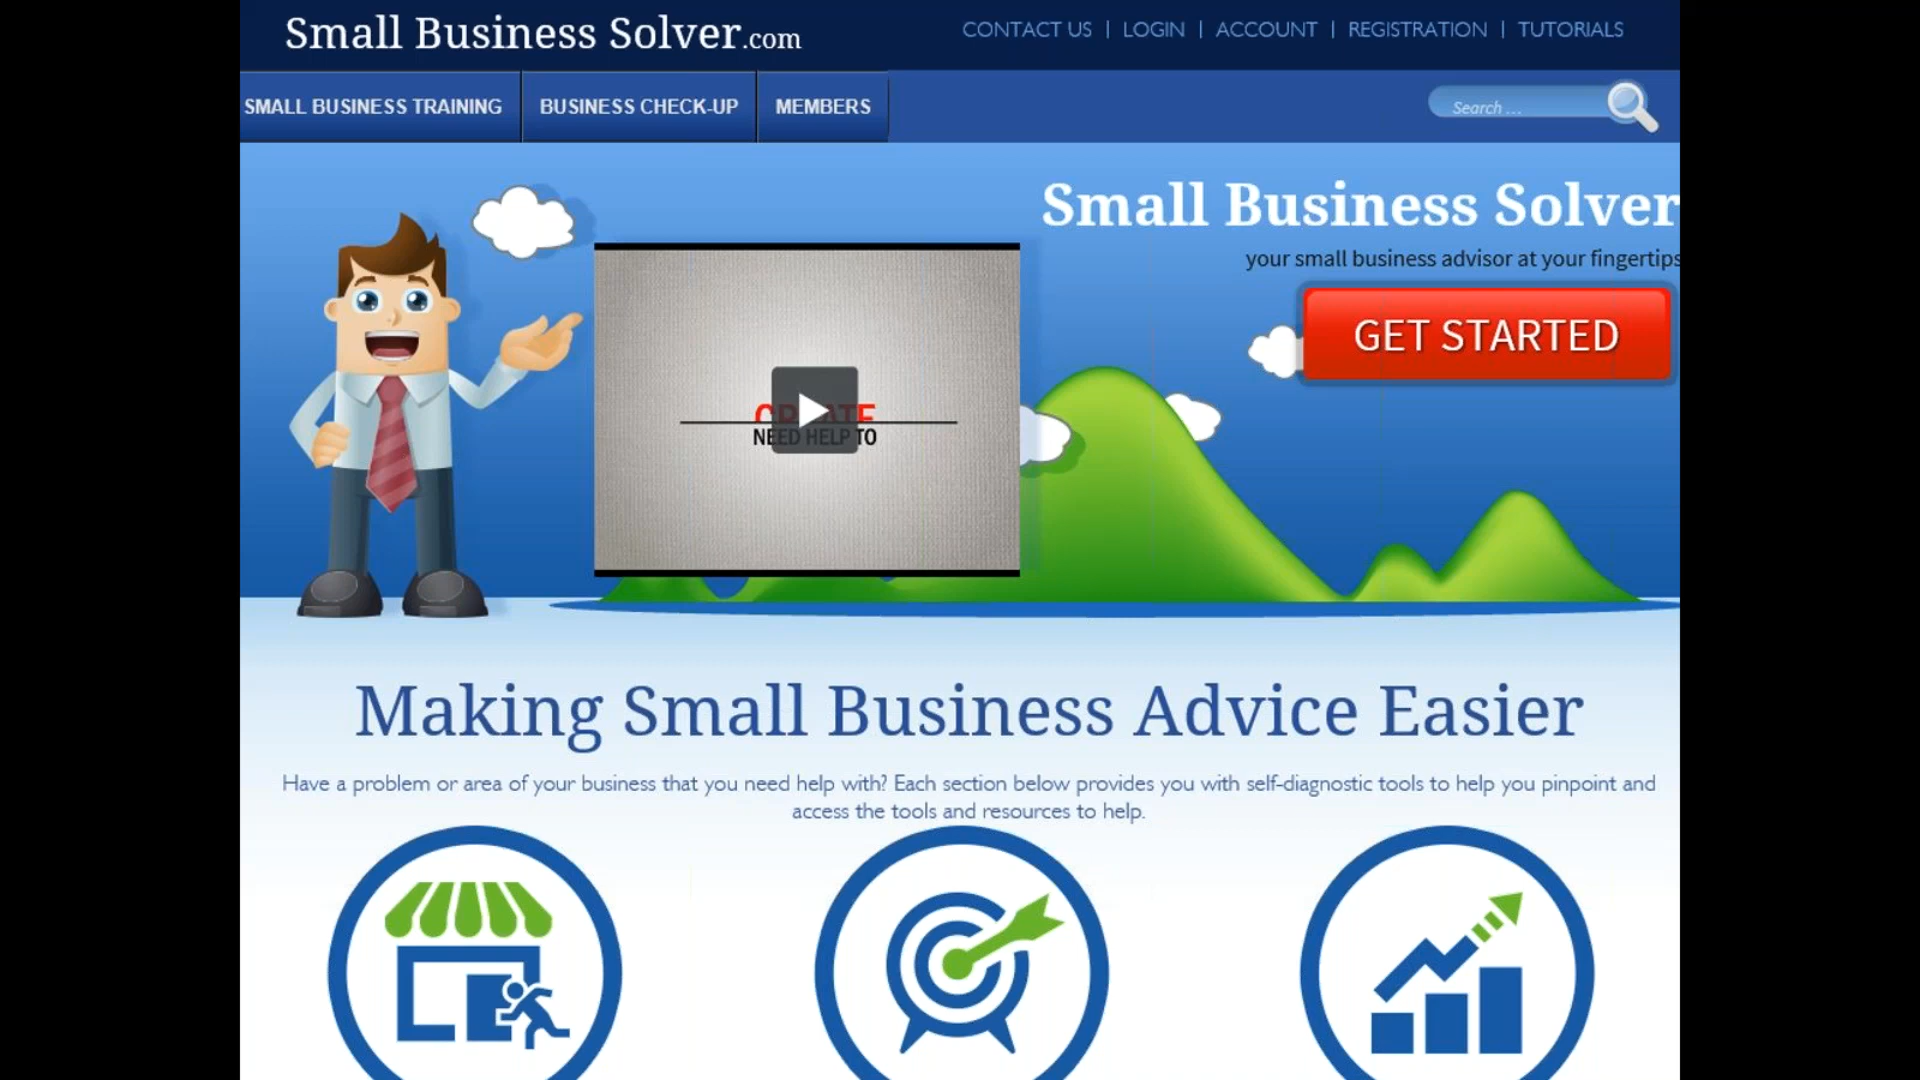 Small Business Solver.com
CONTACT US | LOGIN | ACCOUNT | REGISTRATION | TUTORIALS
SMALL BUSINESS TRAINING
BUSINESS CHECK-UP
MEMBERS
Search ...
Small Business Solver
your small business advisor at your fingertips
GET STARTED
CREATE
NEED HELP TO
Making Small Business Advice Easier
Have a problem or area of your business that you need help with? Each section below provides you with self-diagnostic tools to help you pinpoint and
access the tools and resources to help.